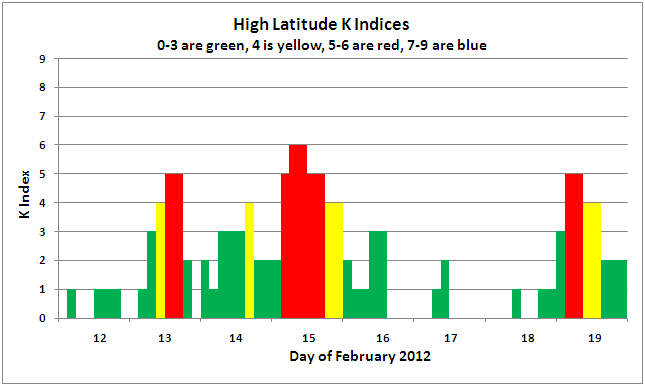 High Latitude K Indices
0-3 are green, 4 is yellow, 5-6 are red, 7-9 are blue
9
8
7
6
5
4
3
2
1
0
K Index
12 13 14 15 16 17 18 19
Day of February 2012